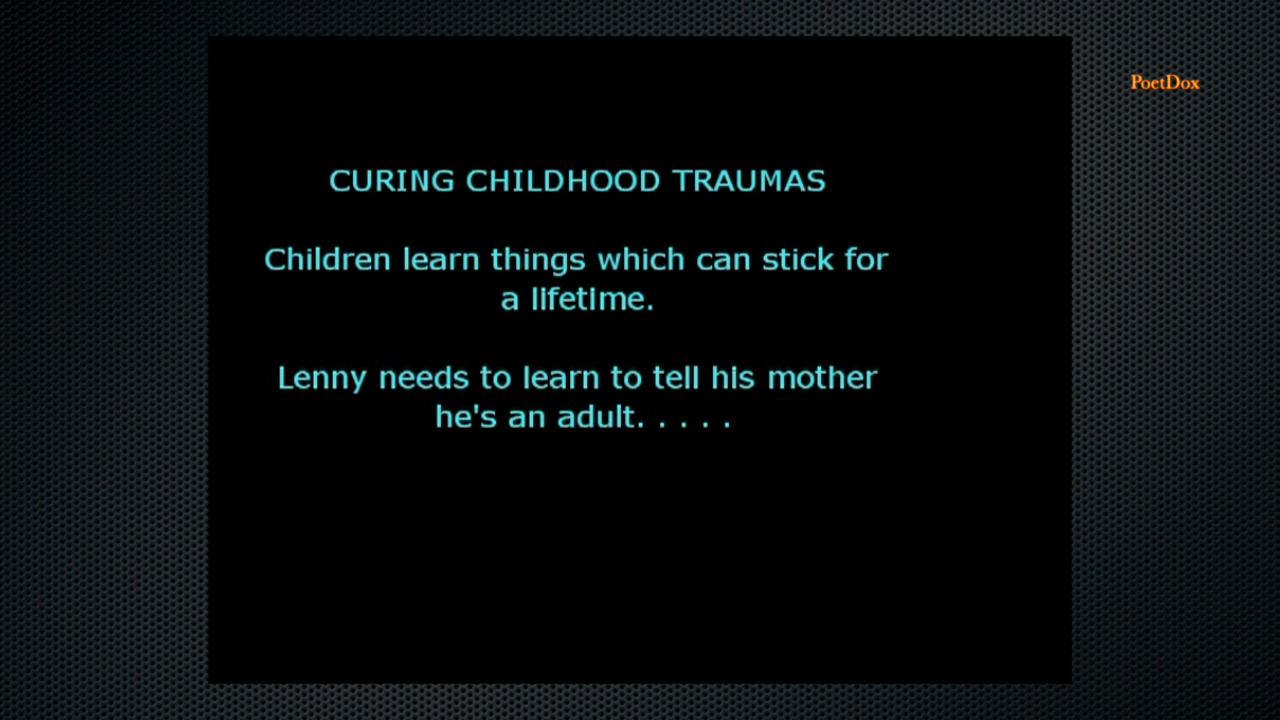 PoetDox
CURING CHILDHOOD TRAUMAS
Children learn things which can stick for
a lifetime.
Lenny needs to learn to tell his mother
he's an adult. . . . .